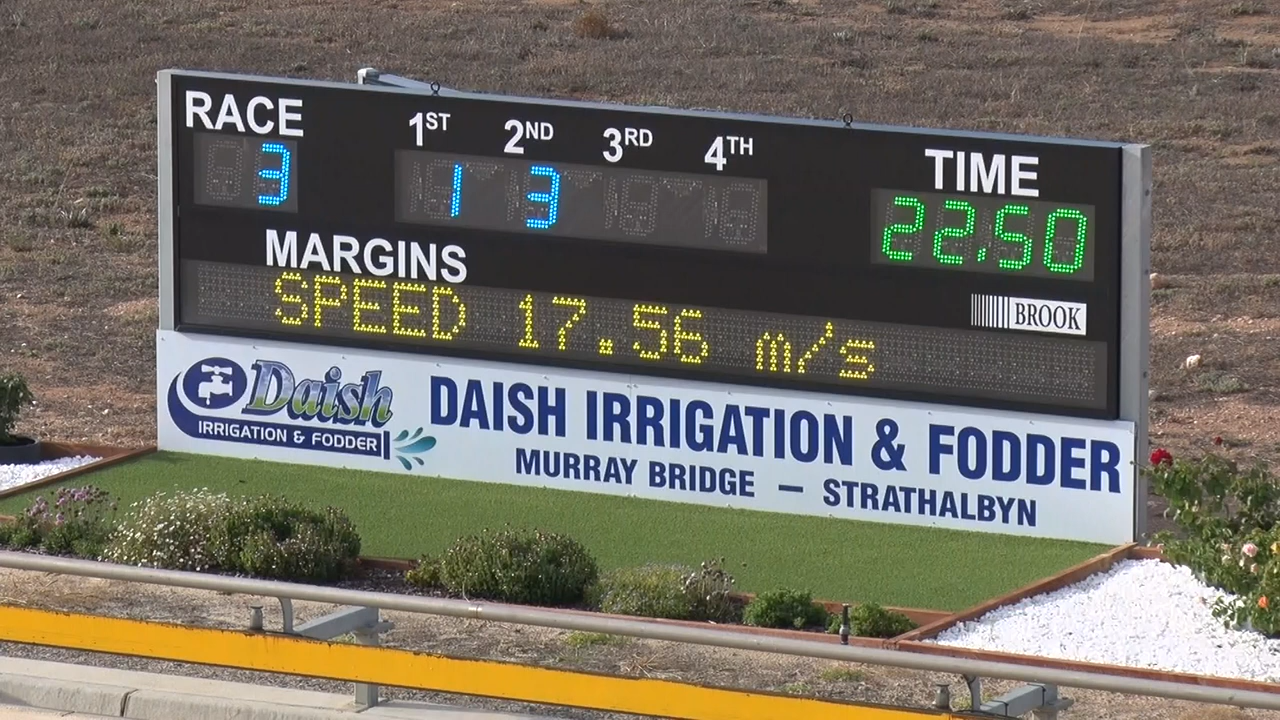 RACE 1ST 2ND 3RD 4TH TIME
3 1 3 22.50
MARGINS
SPEED 17.56 m/s
BROOK
Daish
IRRIGATION & FODDER
DAISH IRRIGATION & FODDER
MURRAY BRIDGE – STRATHALBYN